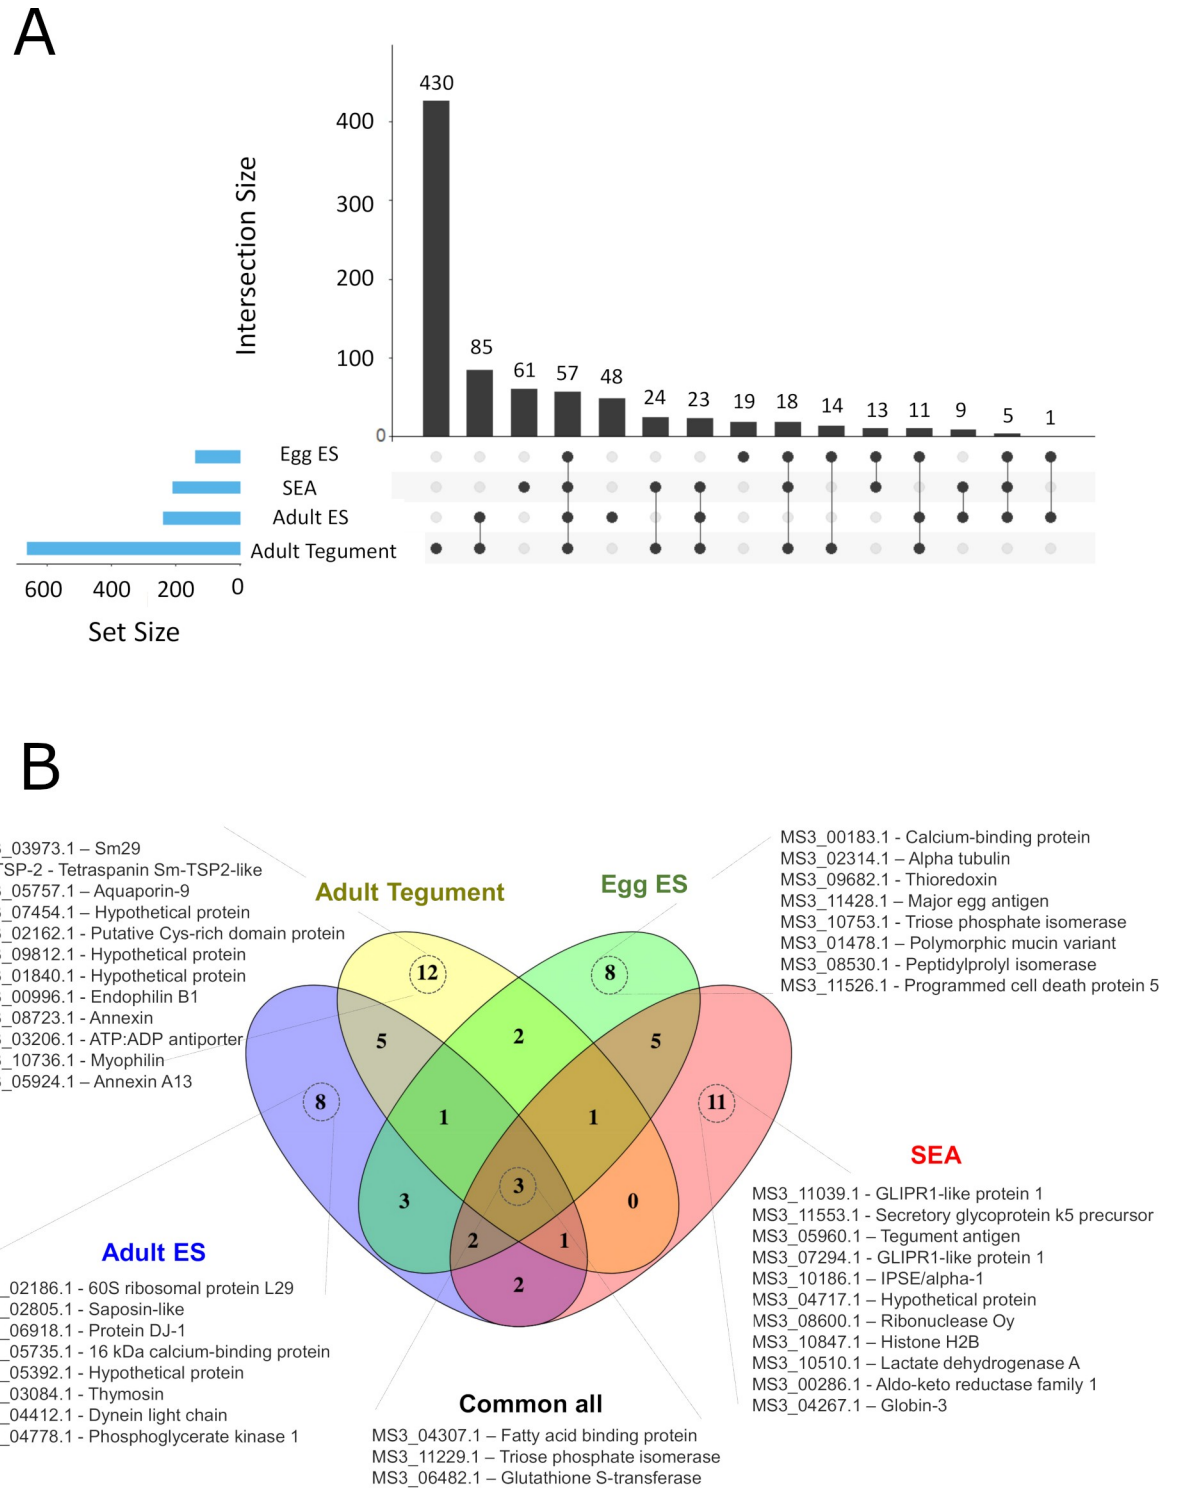 A
430
400
300
200
100
0
Intersection Size
85
61
57
48
24
23
19
18
14
13
11
9
5
1
Egg ES
SEA
Adult ES
Adult Tegument
600 400 200 0
Set Size
B
_03973.1 – Sm29
TSP-2 - Tetraspanin Sm-TSP2-like
_05757.1 – Aquaporin-9
_07454.1 – Hypothetical protein
_02162.1 - Putative Cys-rich domain protein
_09812.1 – Hypothetical protein
_01840.1 - Hypothetical protein
_00996.1 - Endophilin B1
_08723.1 – Annexin
_03206.1 - ATP:ADP antiporter
_10736.1 – Myophilin
_05924.1 – Annexin A13
Adult Tegument
Egg ES
MS3_00183.1 - Calcium-binding protein
MS3_02314.1 – Alpha tubulin
MS3_09682.1 - Thioredoxin
MS3_11428.1 – Major egg antigen
MS3_10753.1 - Triose phosphate isomerase
MS3_01478.1 – Polymorphic mucin variant
MS3_08530.1 - Peptidylprolyl isomerase
MS3_11526.1 - Programmed cell death protein 5
12
8
5
2
5
8
11
1
1
3
3
0
2
1
2
SEA
MS3_11039.1 - GLIPR1-like protein 1
MS3_11553.1 - Secretory glycoprotein k5 precursor
MS3_05960.1 – Tegument antigen
MS3_07294.1 - GLIPR1-like protein 1
MS3_10186.1 – IPSE/alpha-1
MS3_04717.1 – Hypothetical protein
MS3_08600.1 – Ribonuclease Oy
MS3_10847.1 – Histone H2B
MS3_10510.1 – Lactate dehydrogenase A
MS3_00286.1 - Aldo-keto reductase family 1
MS3_04267.1 – Globin-3
Adult ES
_02186.1 - 60S ribosomal protein L29
_02805.1 - Saposin-like
_06918.1 - Protein DJ-1
_05735.1 - 16 kDa calcium-binding protein
_05392.1 - Hypothetical protein
_03084.1 - Thymosin
_04412.1 - Dynein light chain
_04778.1 - Phosphoglycerate kinase 1
Common all
MS3_04307.1 – Fatty acid binding protein
MS3_11229.1 – Triose phosphate isomerase
MS3_06482.1 – Glutathione S-transferase